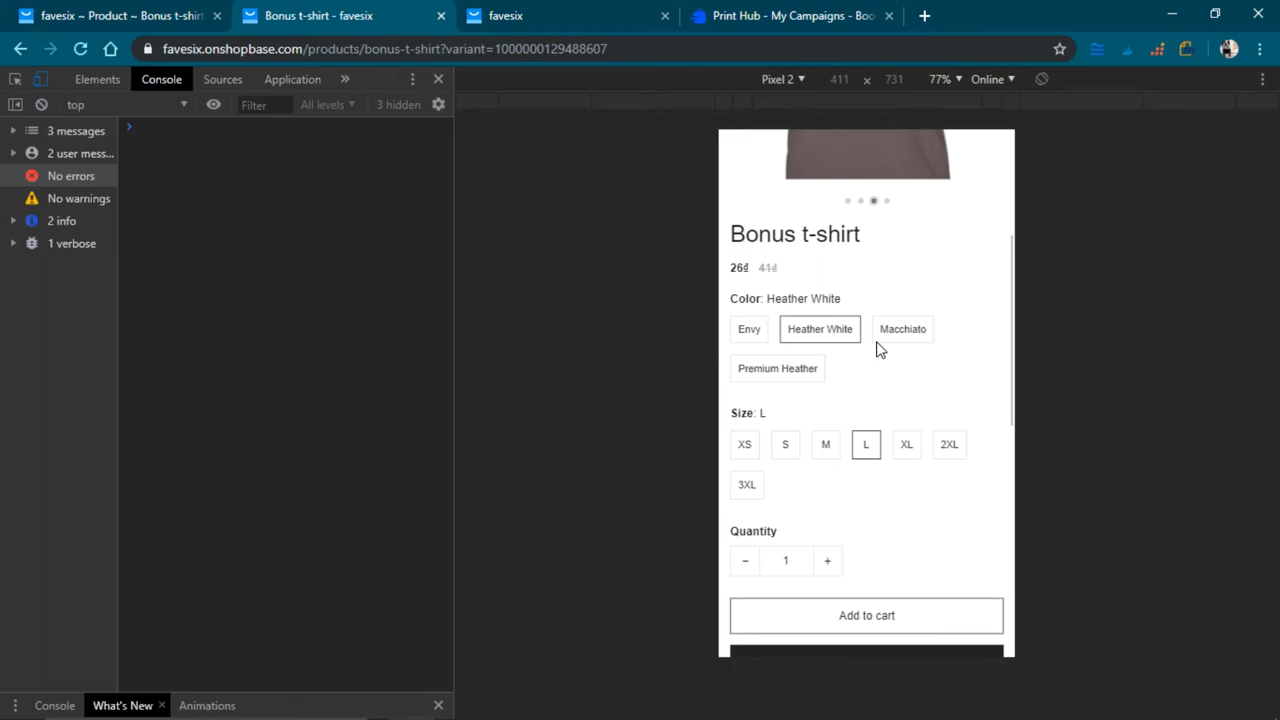 favesix ~ Product ~ Bonus t-shirt
Bonus t-shirt - favesix
favesix
Print Hub - My Campaigns - Boo
favesix.onshopbase.com/products/bonus-t-shirt?variant=1000000129488607
Elements Console Sources Application »
Pixel 2 411 x 731 77% Online
top Filter All levels 3 hidden
3 messages
2 user mess...
No errors
No warnings
2 info
1 verbose
Bonus t-shirt
26₫ 41₫
Color: Heather White
Envy Heather White Macchiato
Premium Heather
Size: L
XS S M L XL 2XL
3XL
Quantity
− 1 +
Add to cart
Console What's New Animations